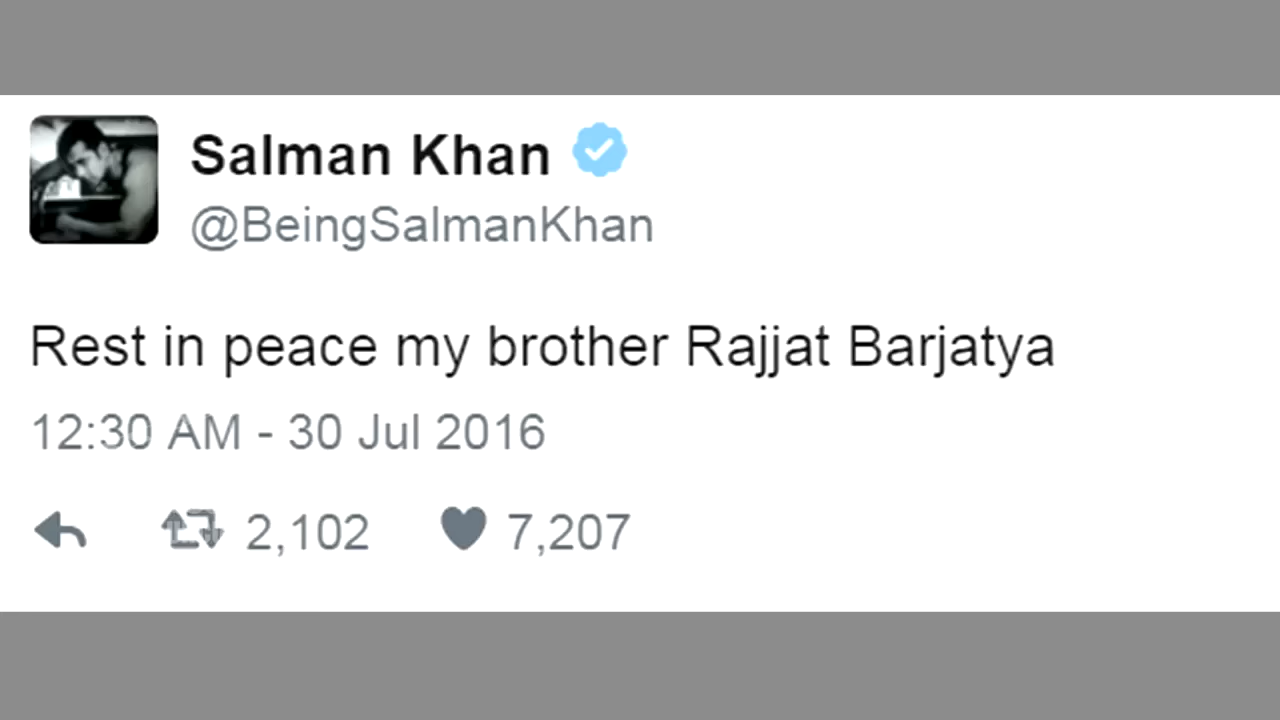 Salman Khan
@BeingSalmanKhan
Rest in peace my brother Rajjat Barjatya
12:30 AM - 30 Jul 2016
2,102 7,207